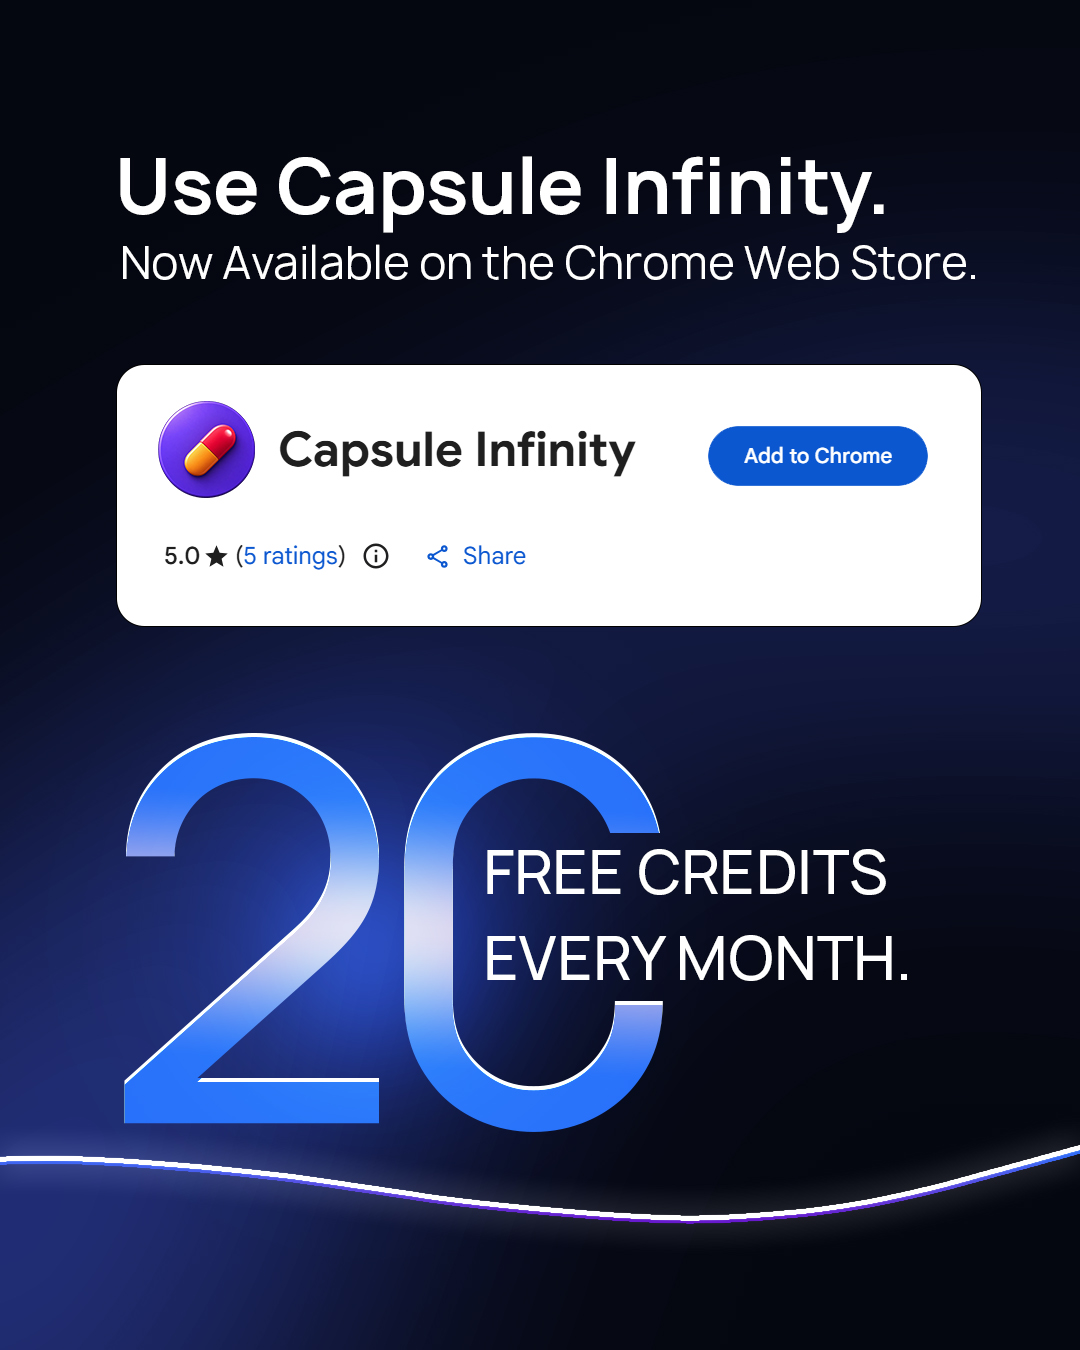 Use Capsule Infinity.
Now Available on the Chrome Web Store.
Capsule Infinity
Add to Chrome
5.0★ (5 ratings) Share
20
FREE CREDITS
EVERY MONTH.